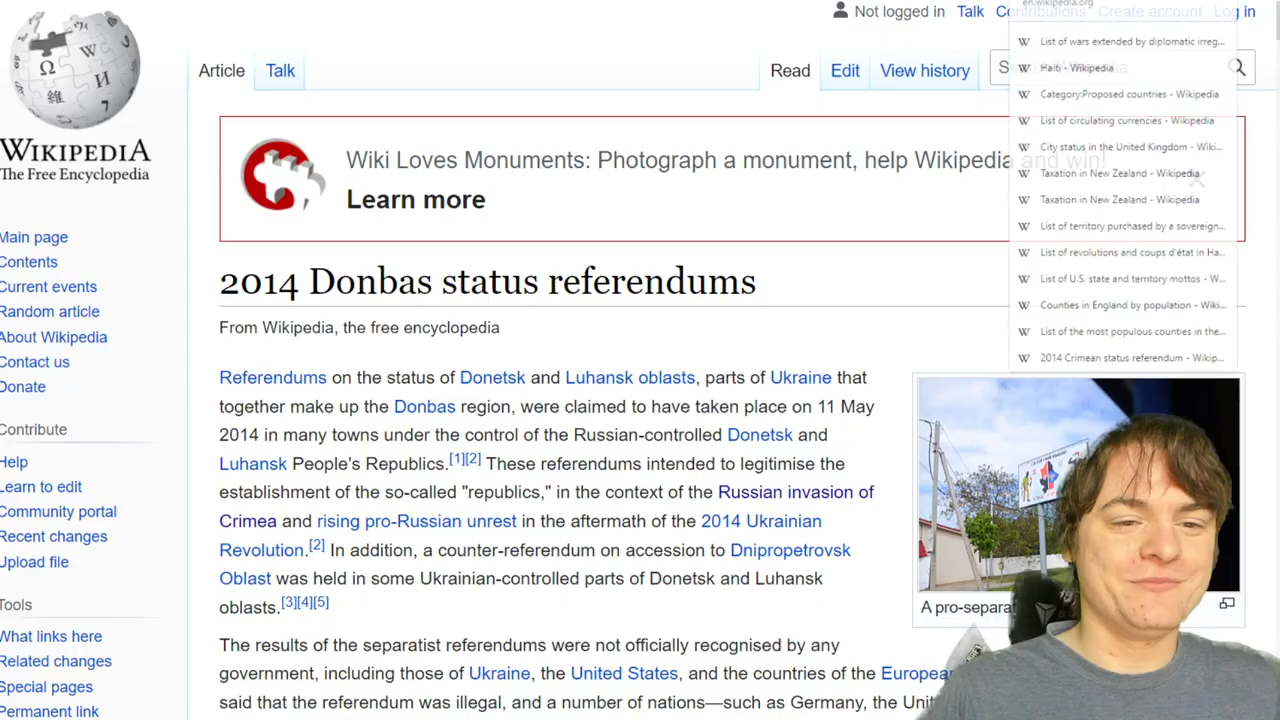 Not logged in Talk Contributions Create account Log in
en.wikipedia.org
Article Talk
Read Edit View history
WIKIPEDIA
The Free Encyclopedia
Main page
Contents
Current events
Random article
About Wikipedia
Contact us
Donate
Contribute
Help
Learn to edit
Community portal
Recent changes
Upload file
Tools
What links here
Related changes
Special pages
Permanent link
Wiki Loves Monuments: Photograph a monument, help Wikipedia and win!
Learn more
2014 Donbas status referendums
From Wikipedia, the free encyclopedia
Referendums on the status of Donetsk and Luhansk oblasts, parts of Ukraine that
together make up the Donbas region, were claimed to have taken place on 11 May
2014 in many towns under the control of the Russian-controlled Donetsk and
Luhansk People's Republics.[1][2] These referendums intended to legitimise the
establishment of the so-called "republics," in the context of the Russian invasion of
Crimea and rising pro-Russian unrest in the aftermath of the 2014 Ukrainian
Revolution.[2] In addition, a counter-referendum on accession to Dnipropetrovsk
Oblast was held in some Ukrainian-controlled parts of Donetsk and Luhansk
oblasts.[3][4][5]
The results of the separatist referendums were not officially recognised by any
government, including those of Ukraine, the United States, and the countries of the European
said that the referendum was illegal, and a number of nations—such as Germany, the Unit
List of wars extended by diplomatic irreg...
Haiti - Wikipedia
Category:Proposed countries - Wikipedia
List of circulating currencies - Wikipedia
City status in the United Kingdom - Wiki...
Taxation in New Zealand - Wikipedia
Taxation in New Zealand - Wikipedia
List of territory purchased by a sovereign...
List of revolutions and coups d'état in Ha...
List of U.S. state and territory mottos - W...
Counties in England by population - Wiki...
List of the most populous counties in the...
2014 Crimean status referendum - Wikip...
A pro-separat